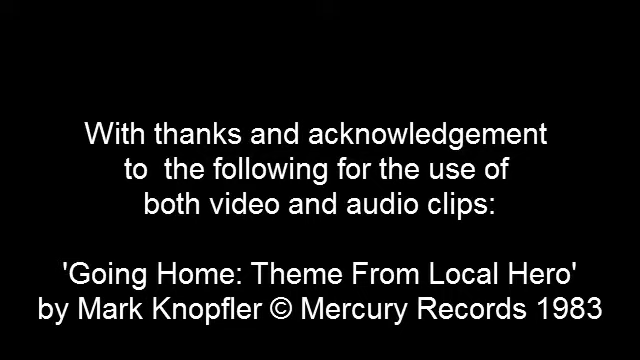 With thanks and acknowledgement
to the following for the use of
both video and audio clips:
'Going Home: Theme From Local Hero'
by Mark Knopfler © Mercury Records 1983